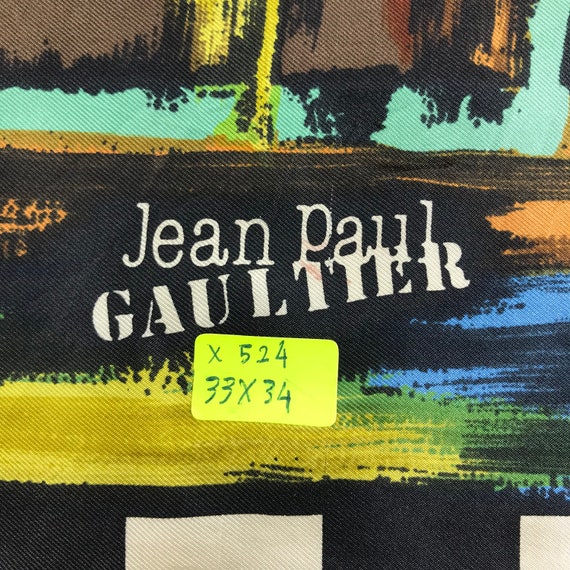 Jean Paul
GAULTIER
x 524
33X34